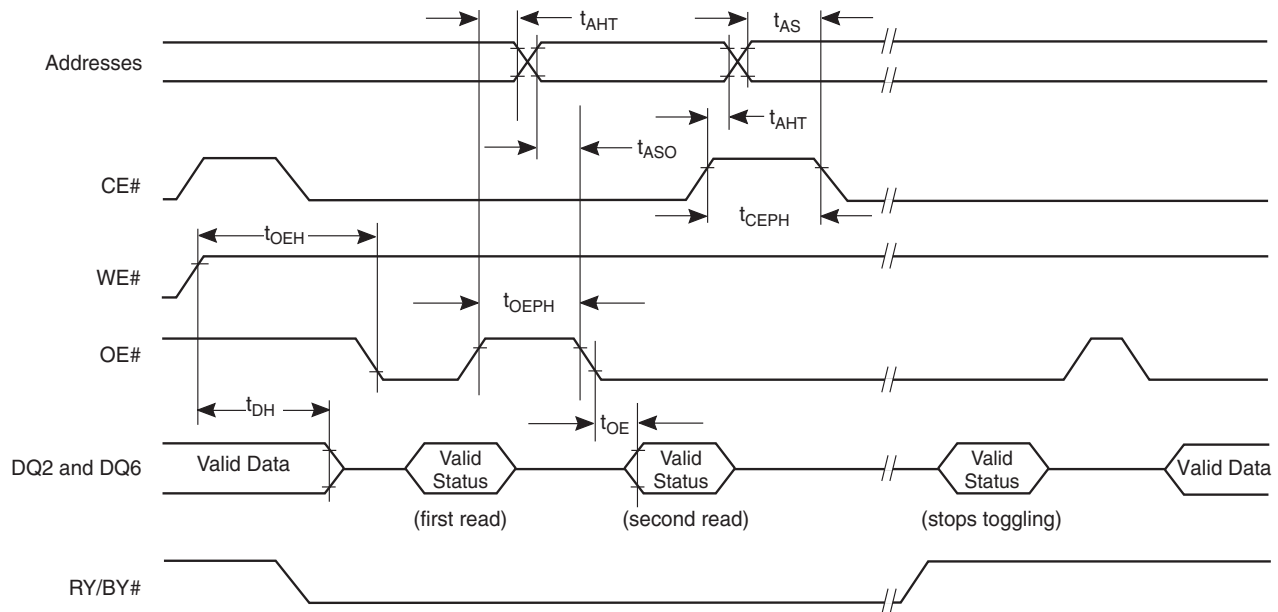 tAHT
tAS
Addresses
tAHT
tASO
CE#
tCEPH
tOEH
WE#
tOEPH
OE#
tDH
tOE
DQ2 and DQ6
Valid Data
Valid
Status
Valid
Status
Valid
Status
Valid Data
(first read)
(second read)
(stops toggling)
RY/BY#